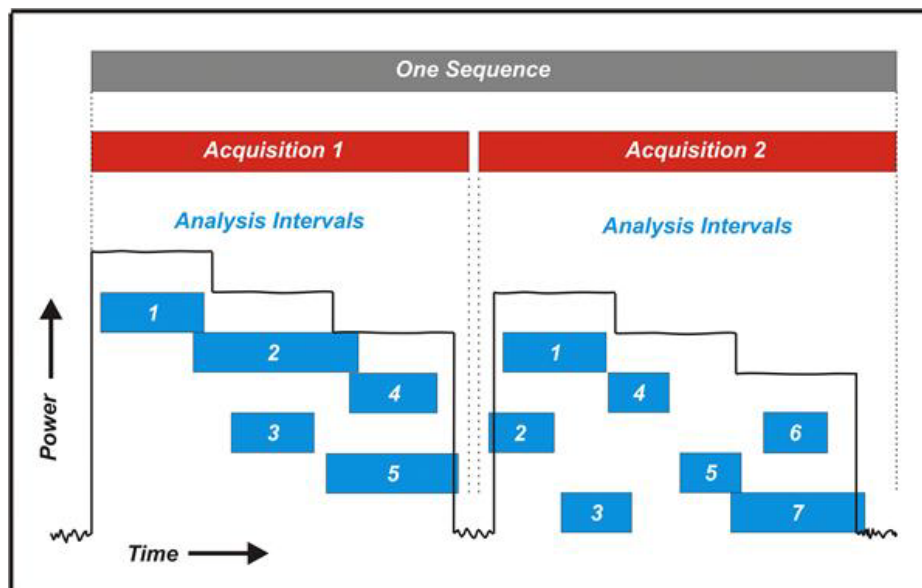 One Sequence
Acquisition 1
Acquisition 2
Analysis Intervals
Analysis Intervals
1
2
4
3
5
1
4
2
6
5
3
7
Power
Time